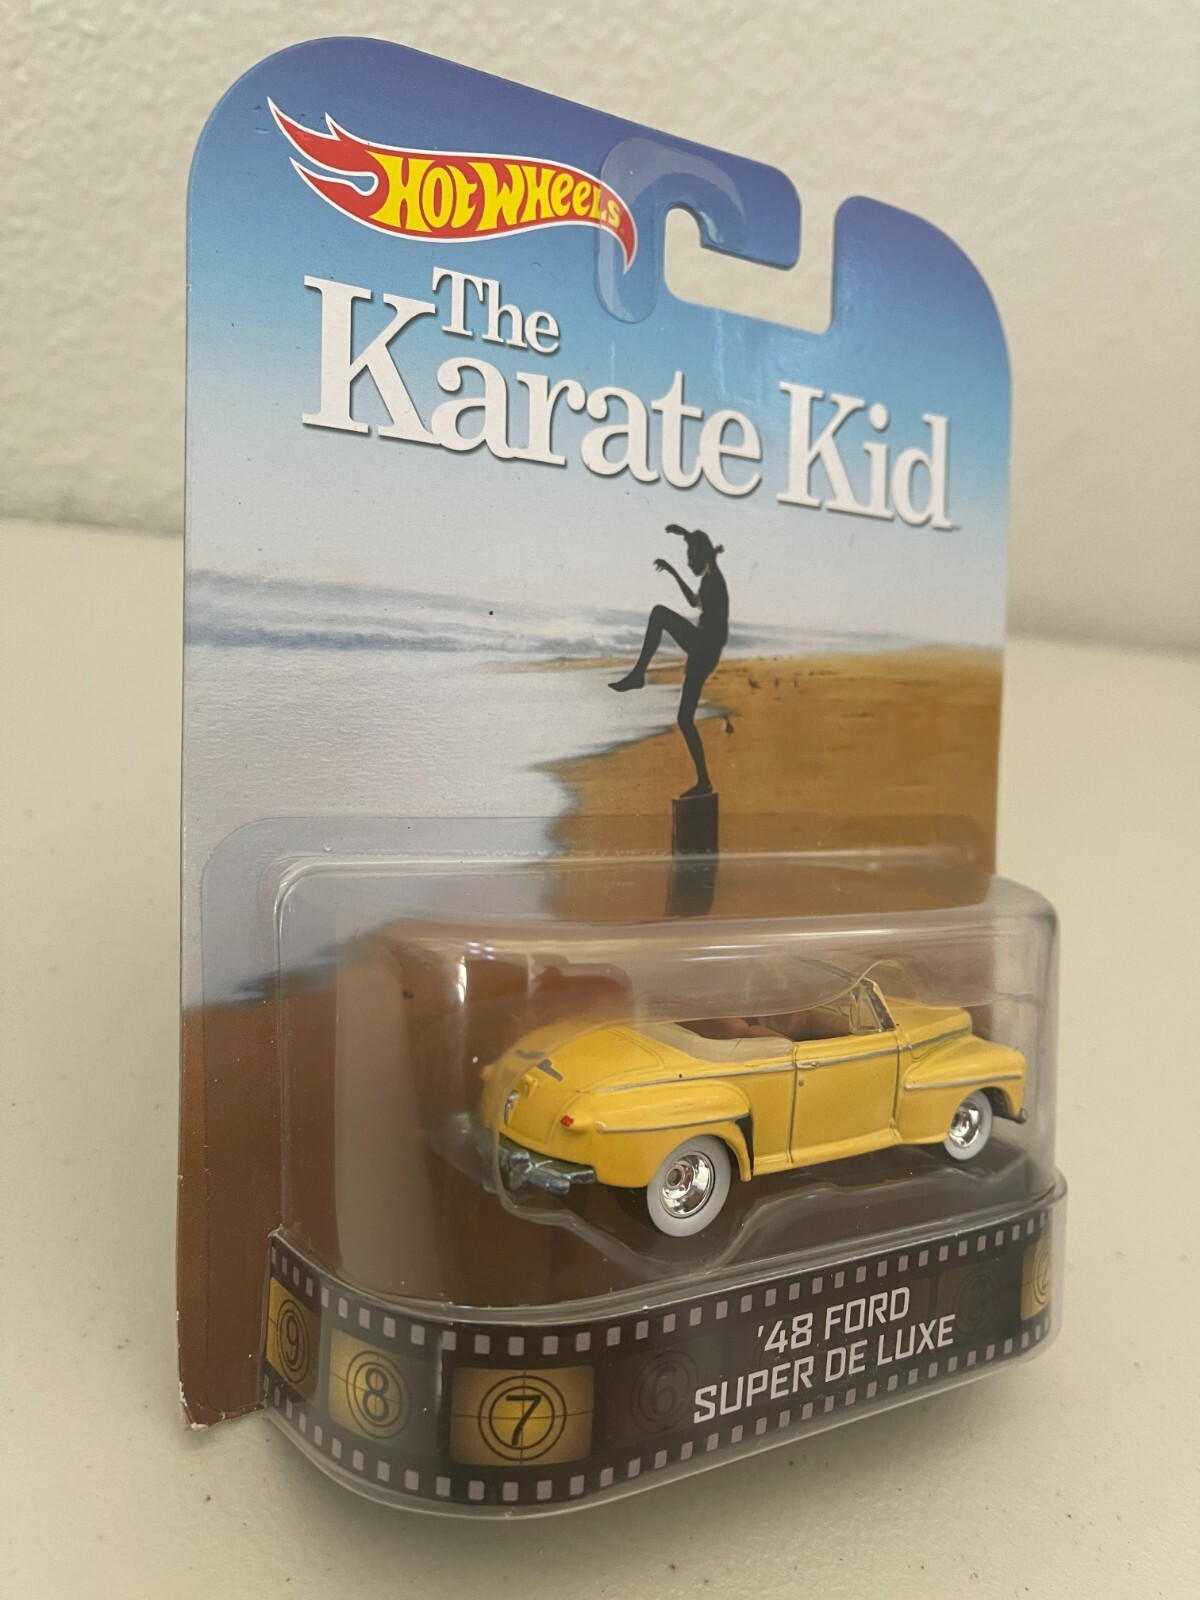 HOT WHEELS
The
Karate Kid
'48 FORD
SUPER DE LUXE
9
8
7
6